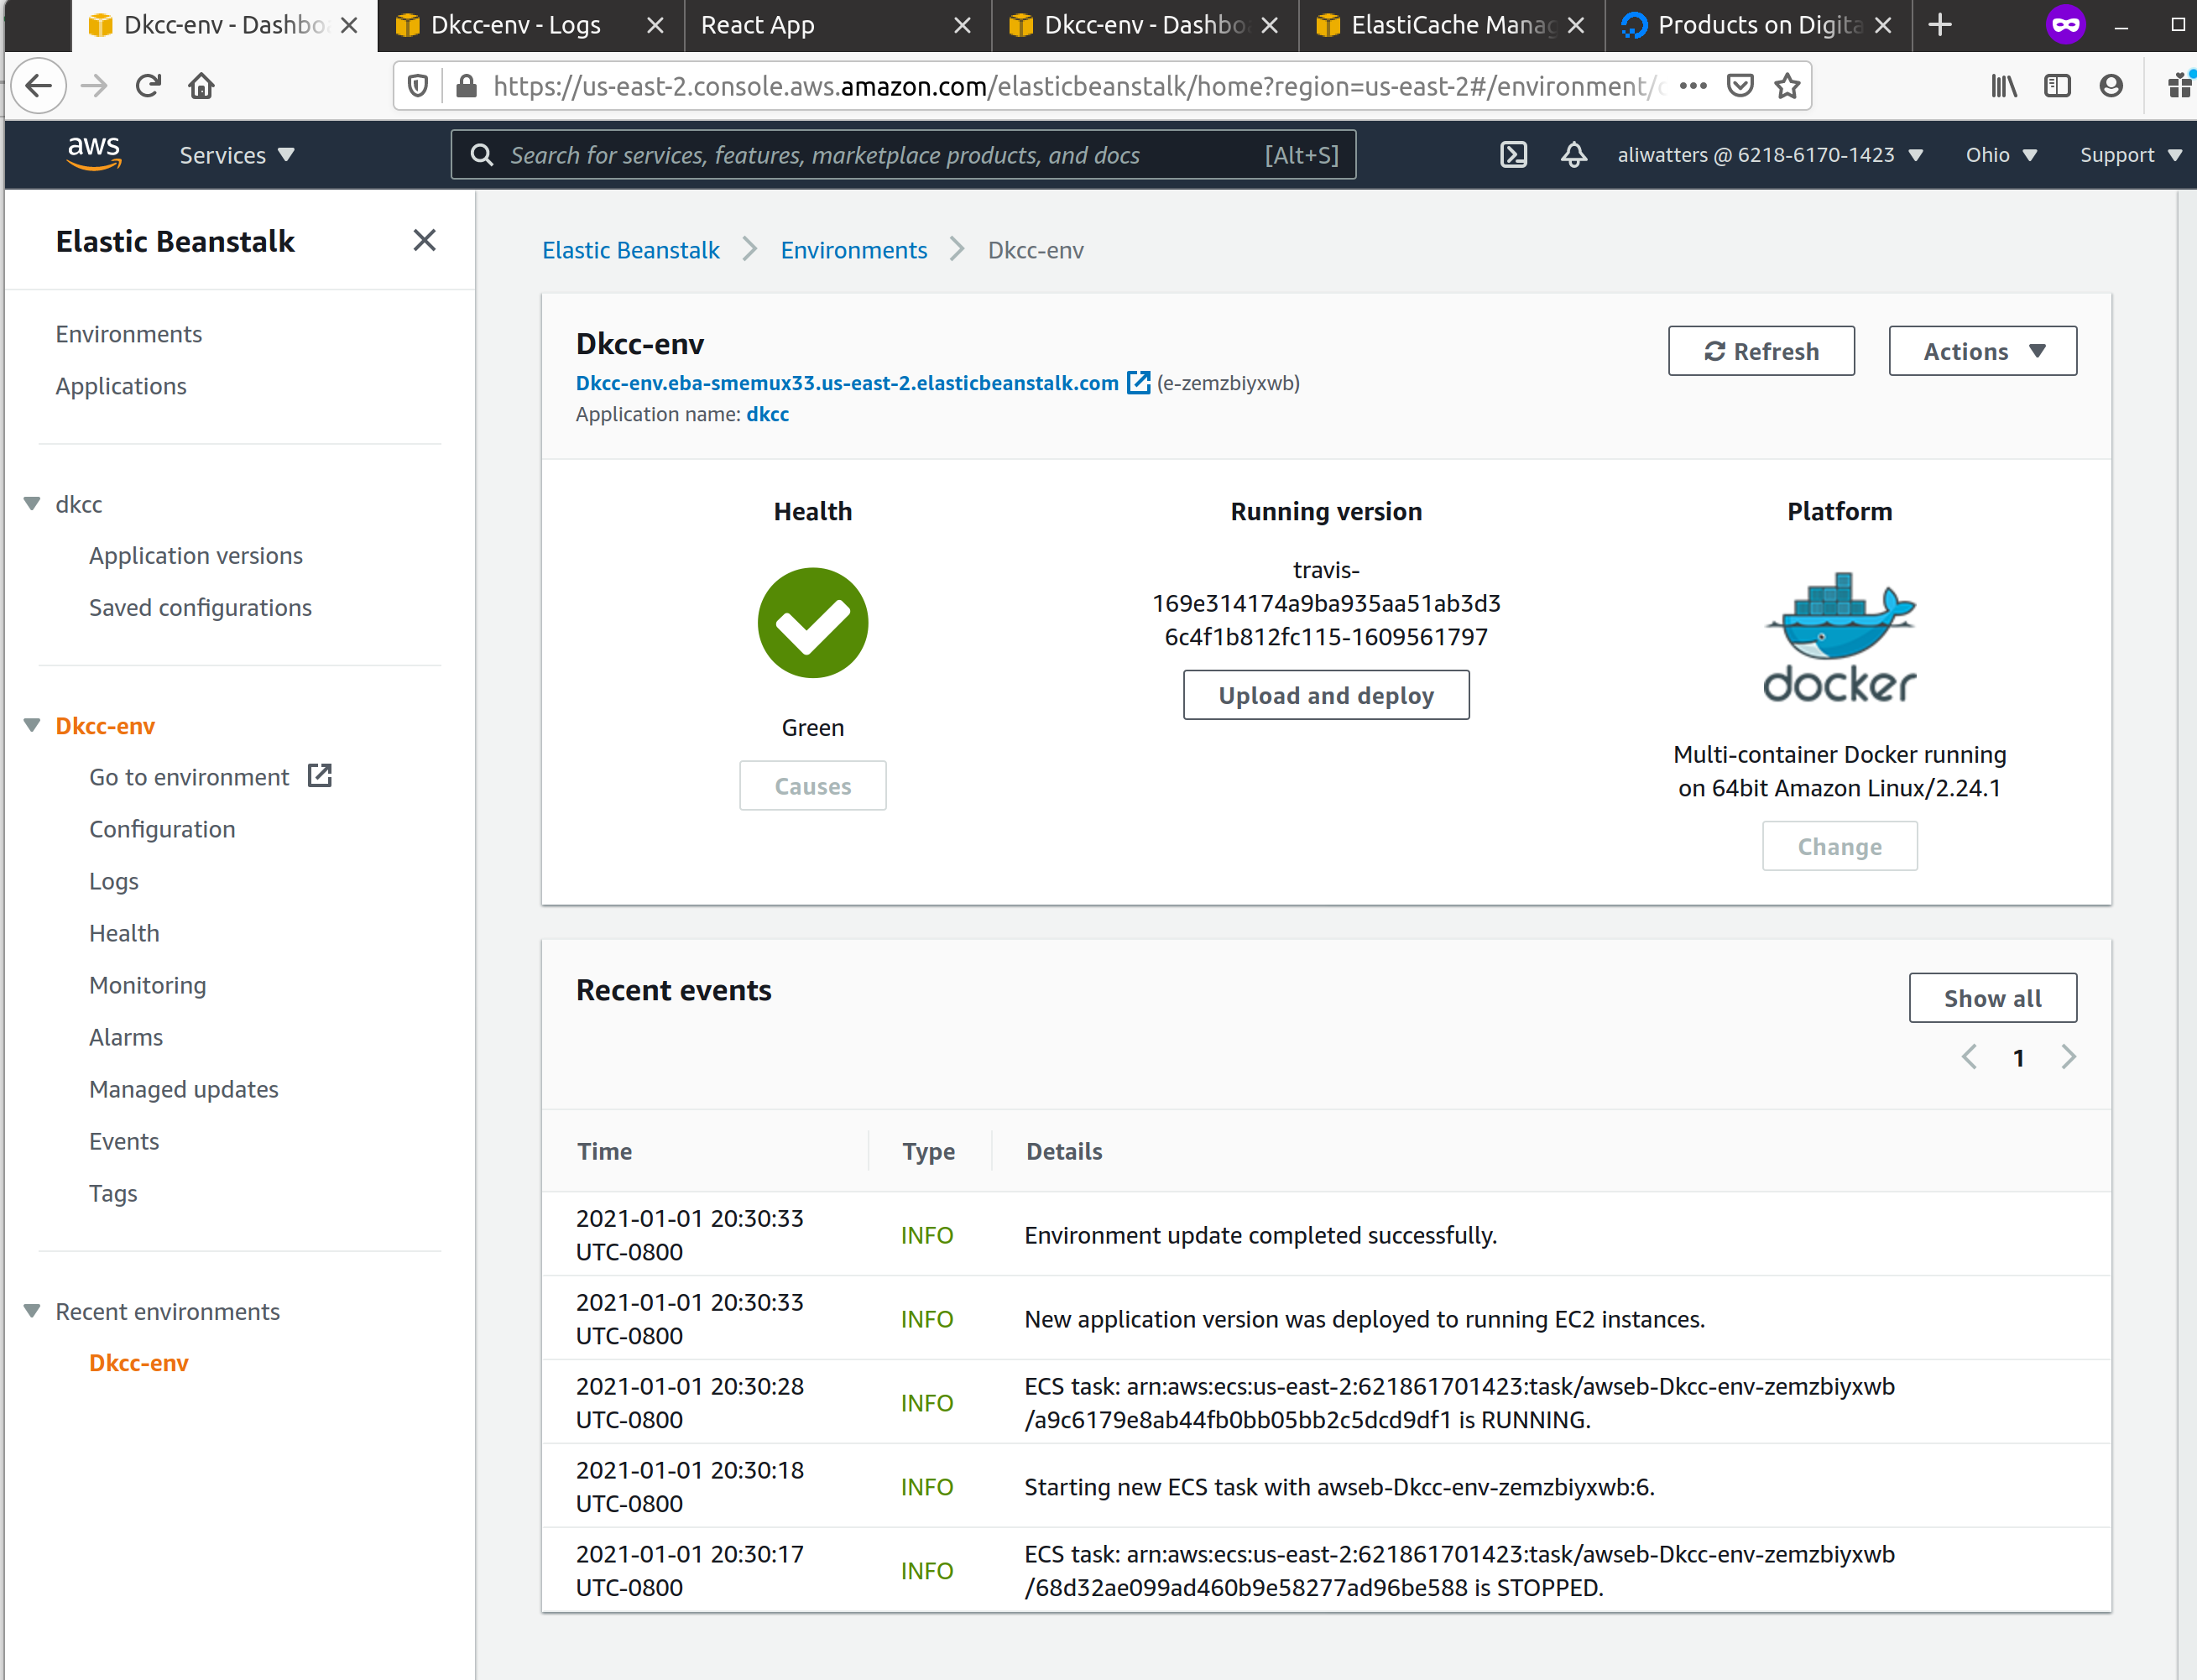 Dkcc-env - Dashbo
Dkcc-env - Logs
React App
Dkcc-env - Dashbo
ElastiCache Manag
Products on Digita
https://us-east-2.console.aws.amazon.com/elasticbeanstalk/home?region=us-east-2#/environment/
aws
Services
Search for services, features, marketplace products, and docs
[Alt+S]
aliwatters @ 6218-6170-1423
Ohio
Support
Elastic Beanstalk
Environments
Applications
dkcc
Application versions
Saved configurations
Dkcc-env
Go to environment
Configuration
Logs
Health
Monitoring
Alarms
Managed updates
Events
Tags
Recent environments
Dkcc-env
Elastic Beanstalk
Environments
Dkcc-env
Dkcc-env
Refresh
Actions
Dkcc-env.eba-smemux33.us-east-2.elasticbeanstalk.com (e-zemzbiyxwb)
Application name: dkcc
Health
Green
Causes
Running version
travis-
169e314174a9ba935aa51ab3d3
6c4f1b812fc115-1609561797
Upload and deploy
Platform
docker
Multi-container Docker running
on 64bit Amazon Linux/2.24.1
Change
Recent events
Show all
1
Time
Type
Details
2021-01-01 20:30:33
UTC-0800
INFO
Environment update completed successfully.
2021-01-01 20:30:33
UTC-0800
INFO
New application version was deployed to running EC2 instances.
2021-01-01 20:30:28
UTC-0800
INFO
ECS task: arn:aws:ecs:us-east-2:621861701423:task/awseb-Dkcc-env-zemzbiyxwb
/a9c6179e8ab44fb0bb05bb2c5dcd9df1 is RUNNING.
2021-01-01 20:30:18
UTC-0800
INFO
Starting new ECS task with awseb-Dkcc-env-zemzbiyxwb:6.
2021-01-01 20:30:17
UTC-0800
INFO
ECS task: arn:aws:ecs:us-east-2:621861701423:task/awseb-Dkcc-env-zemzbiyxwb
/68d32ae099ad460b9e58277ad96be588 is STOPPED.